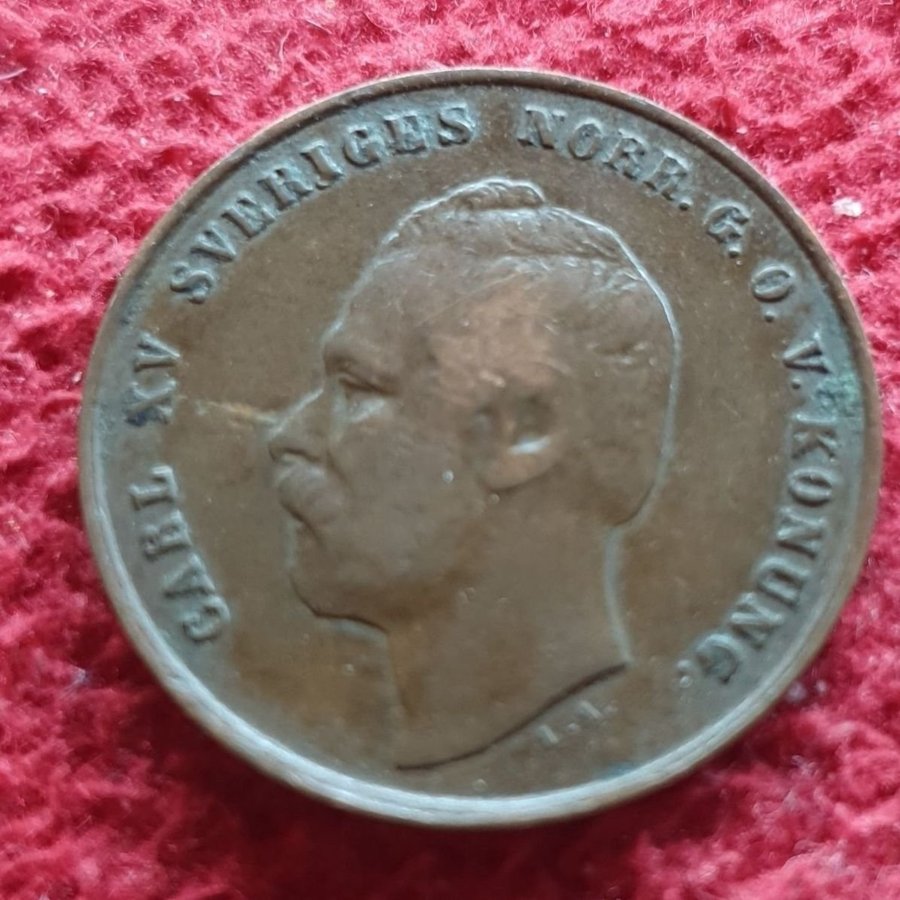 CARL XV SVERIGES NORR. G. O. V. KONUNG.
L.A.